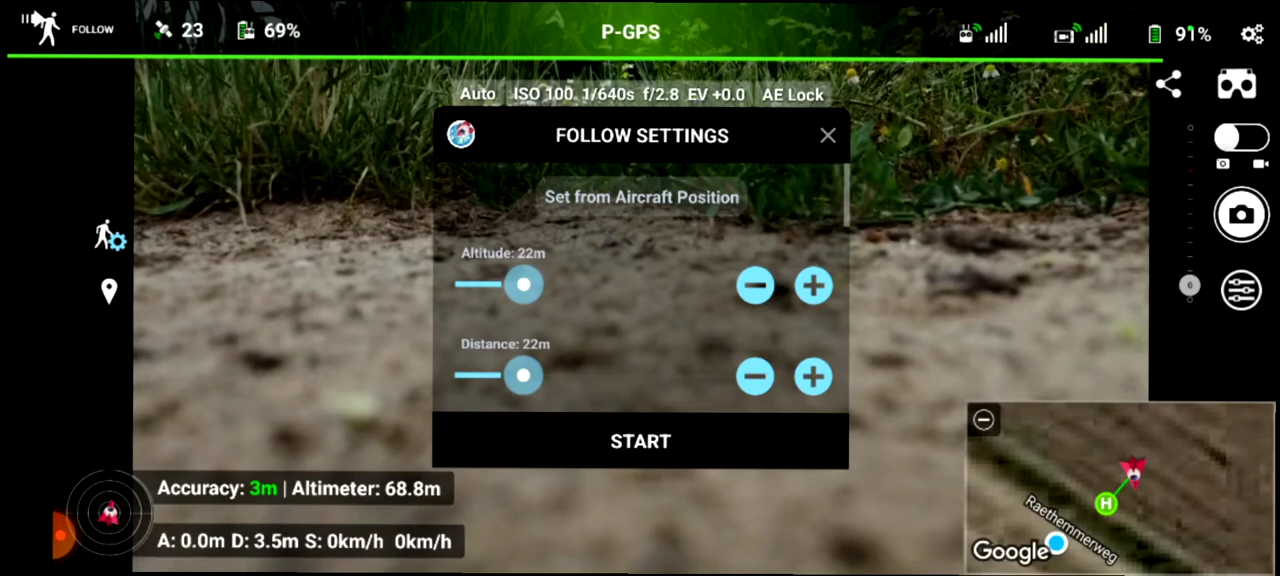 FOLLOW
23
69%
P-GPS
91%
Auto ISO 100. 1/640s f/2.8 EV +0.0 AE Lock
FOLLOW SETTINGS
Set from Aircraft Position
Altitude: 22m
Distance: 22m
START
Accuracy: 3m | Altimeter: 68.8m
A: 0.0m D: 3.5m S: 0km/h 0km/h
0
H
Raethemmerweg
Google